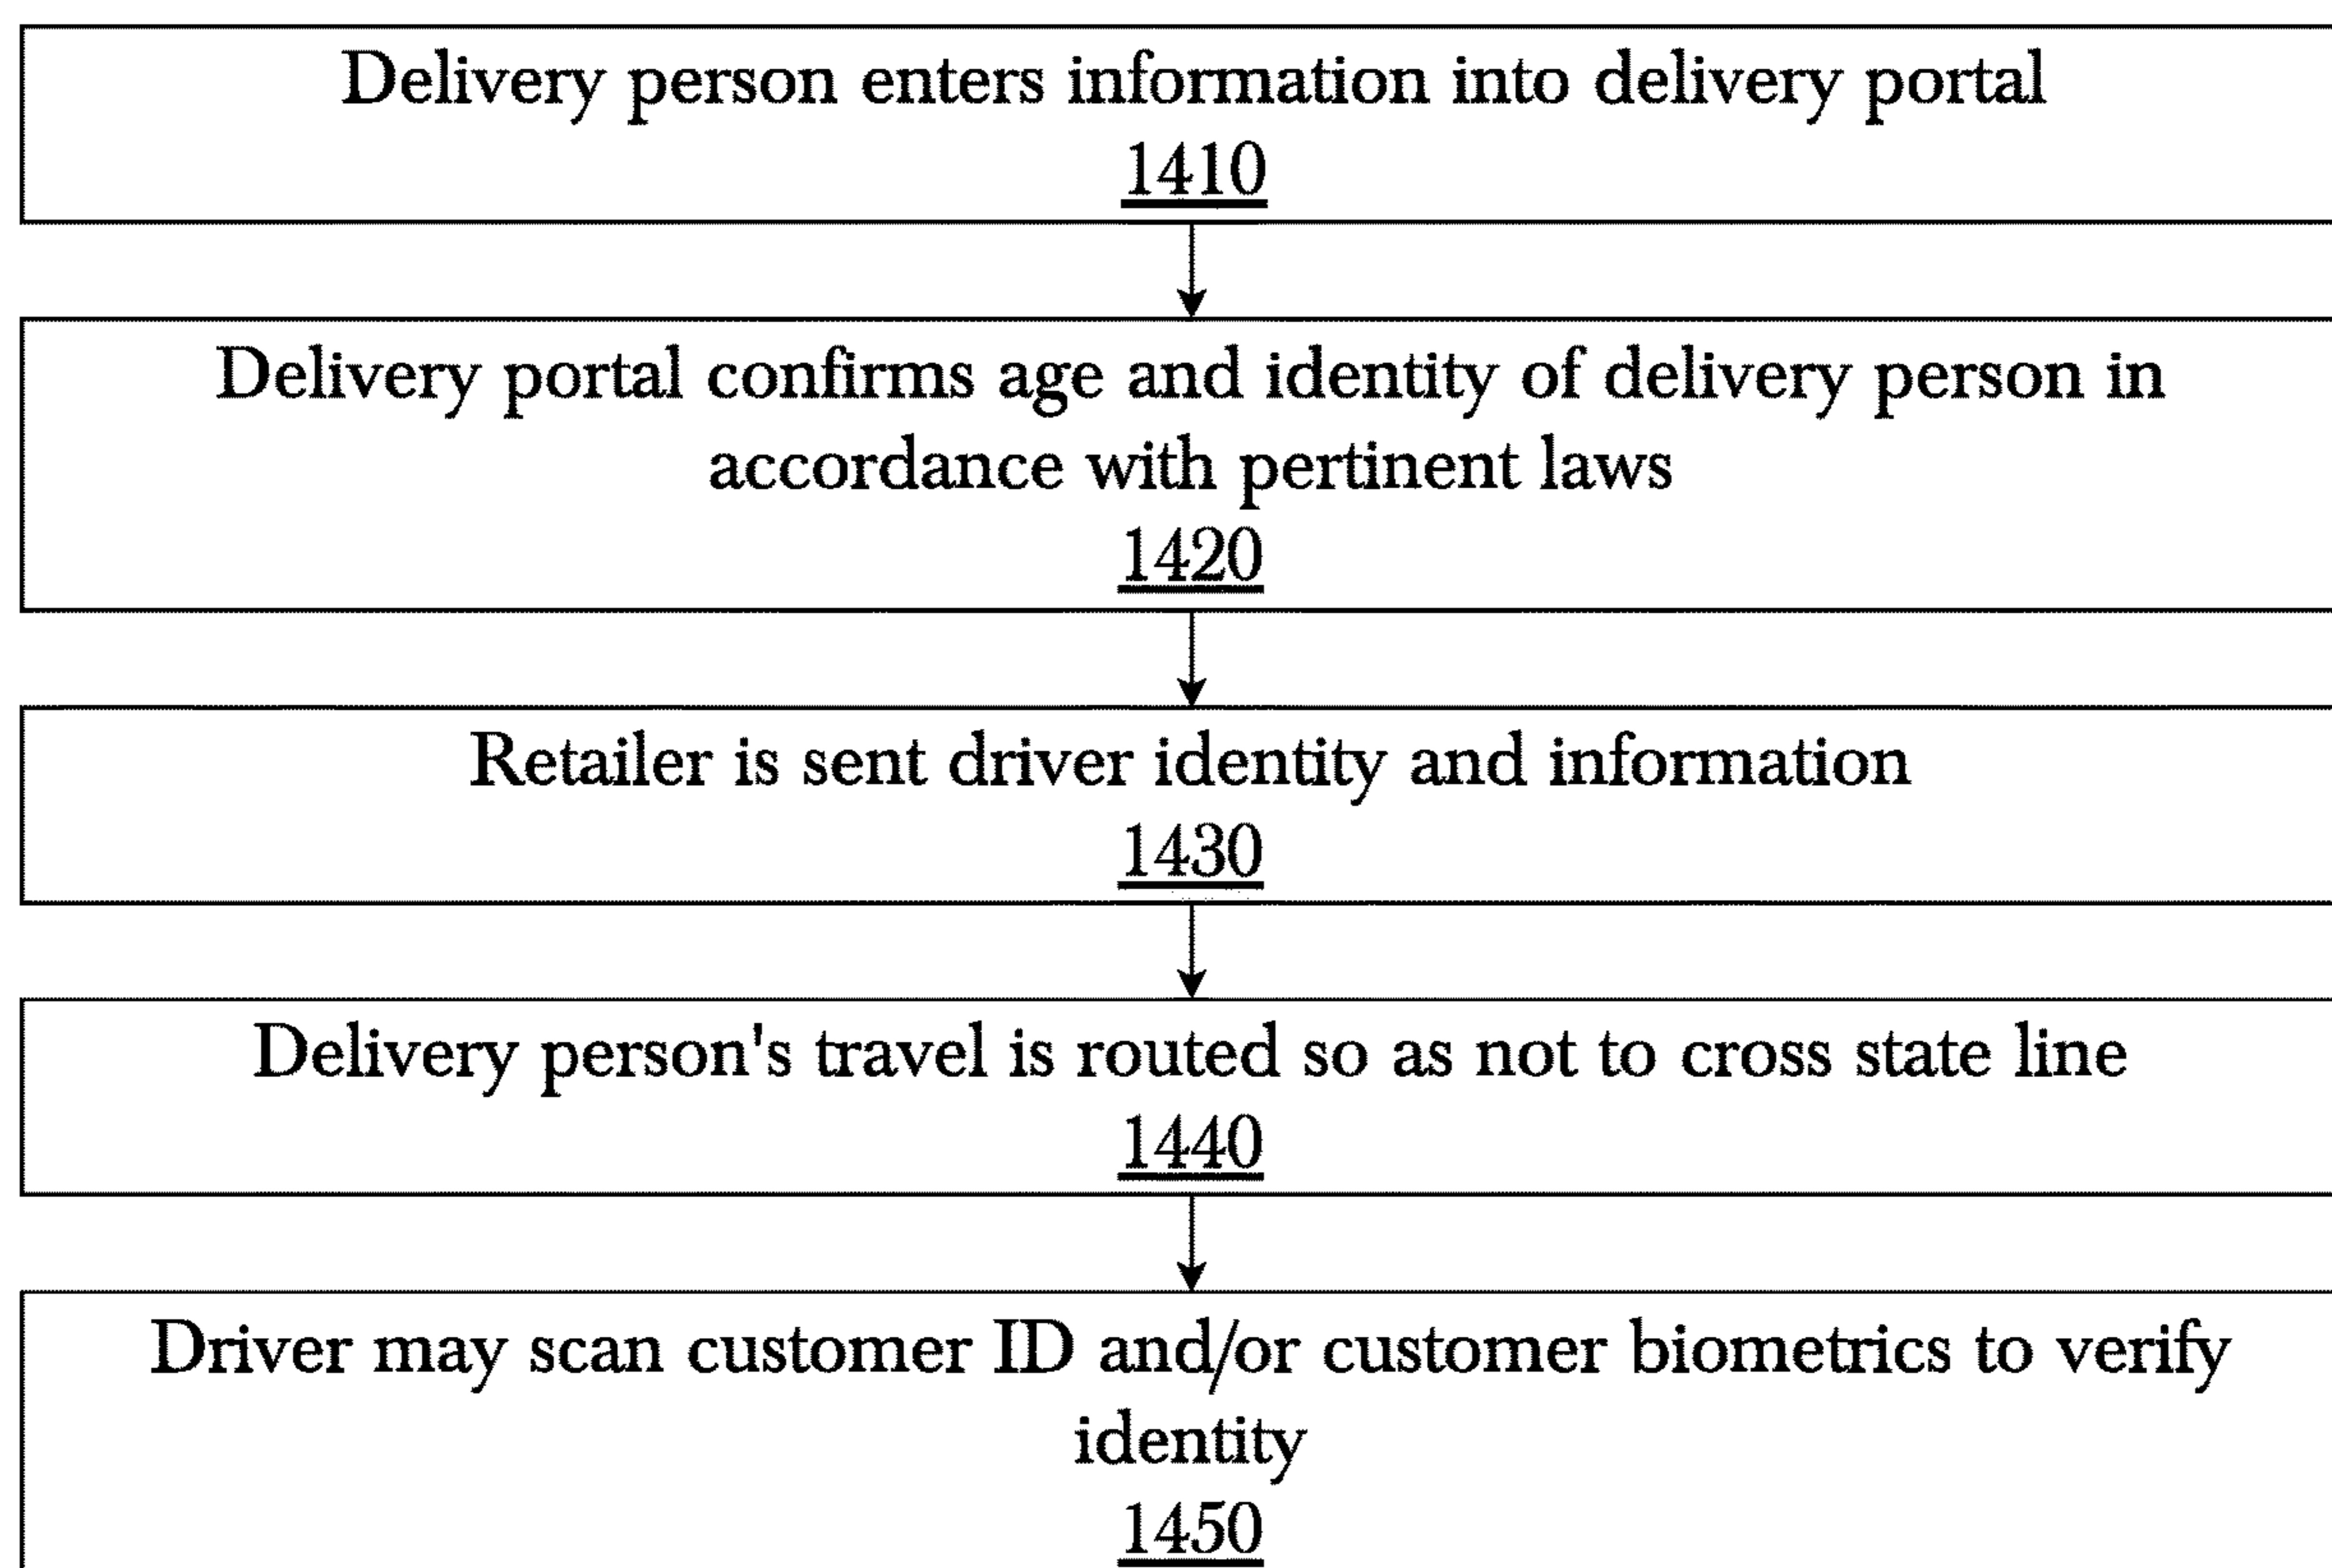 Delivery person enters information into delivery portal
1410
Delivery portal confirms age and identity of delivery person in
accordance with pertinent laws
1420
Retailer is sent driver identity and information
1430
Delivery person's travel is routed so as not to cross state line
1440
Driver may scan customer ID and/or customer biometrics to verify
identity
1450